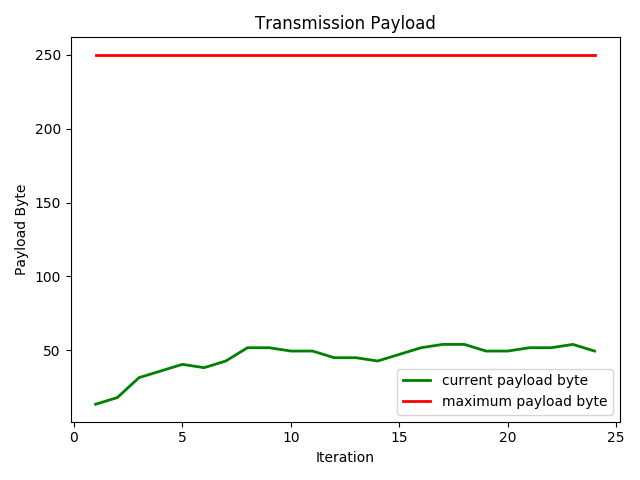 Transmission Payload
250
200
150
100
50
Payload Byte
current payload byte
maximum payload byte
0 5 10 15 20 25
Iteration